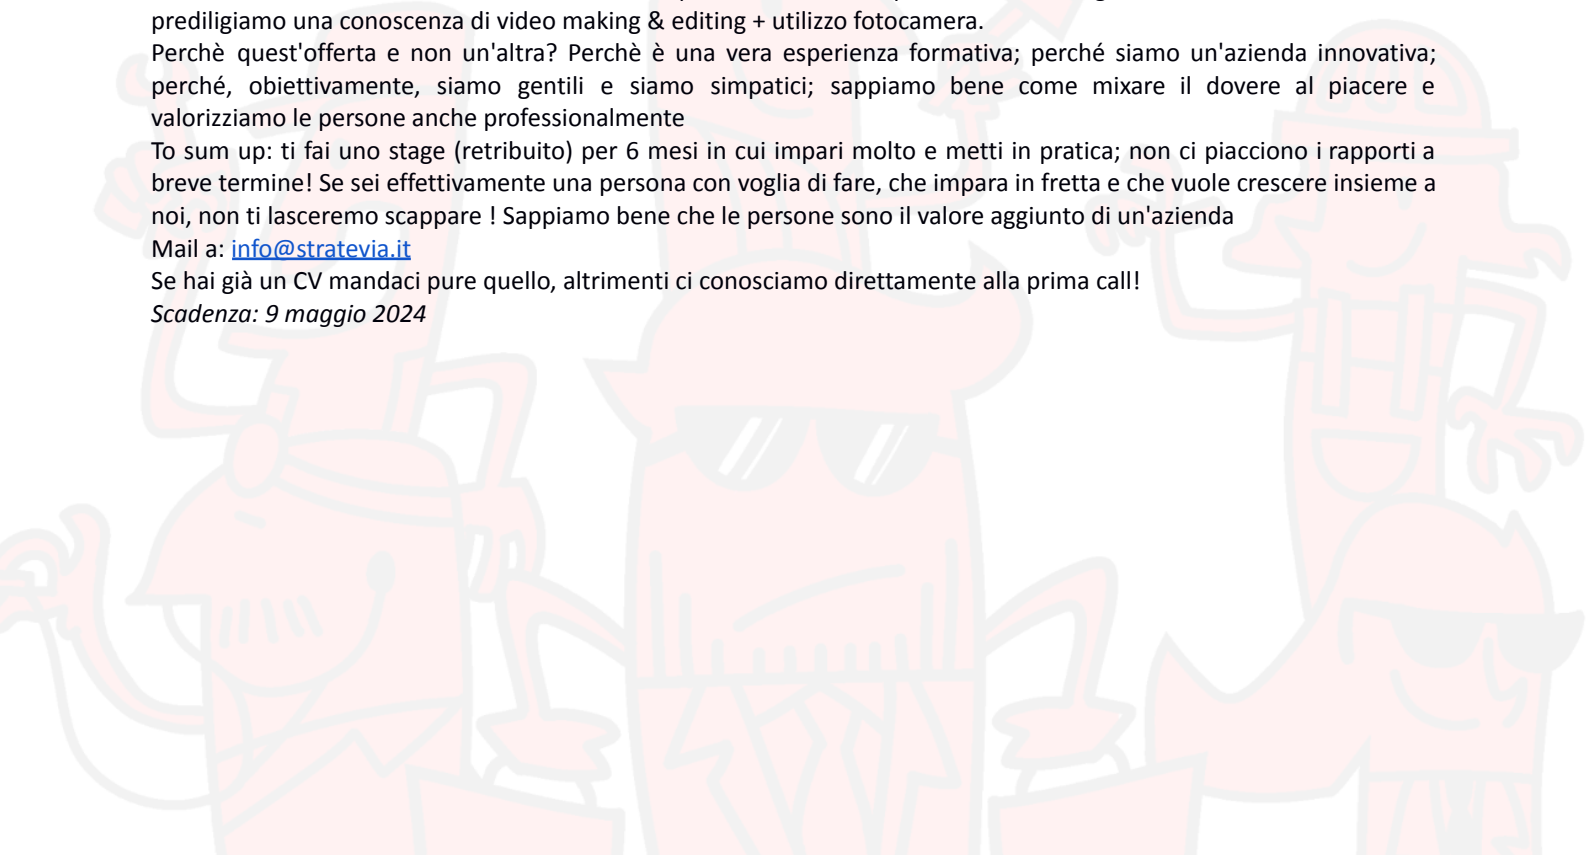 prediligiamo una conoscenza di video making & editing + utilizzo fotocamera.
Perchè quest'offerta e non un'altra? Perchè è una vera esperienza formativa; perché siamo un'azienda innovativa;
perché, obiettivamente, siamo gentili e siamo simpatici; sappiamo bene come mixare il dovere al piacere e
valorizziamo le persone anche professionalmente
To sum up: ti fai uno stage (retribuito) per 6 mesi in cui impari molto e metti in pratica; non ci piacciono i rapporti a
breve termine! Se sei effettivamente una persona con voglia di fare, che impara in fretta e che vuole crescere insieme a
noi, non ti lasceremo scappare ! Sappiamo bene che le persone sono il valore aggiunto di un'azienda
Mail a: info@stratevia.it
Se hai già un CV mandaci pure quello, altrimenti ci conosciamo direttamente alla prima call!
Scadenza: 9 maggio 2024